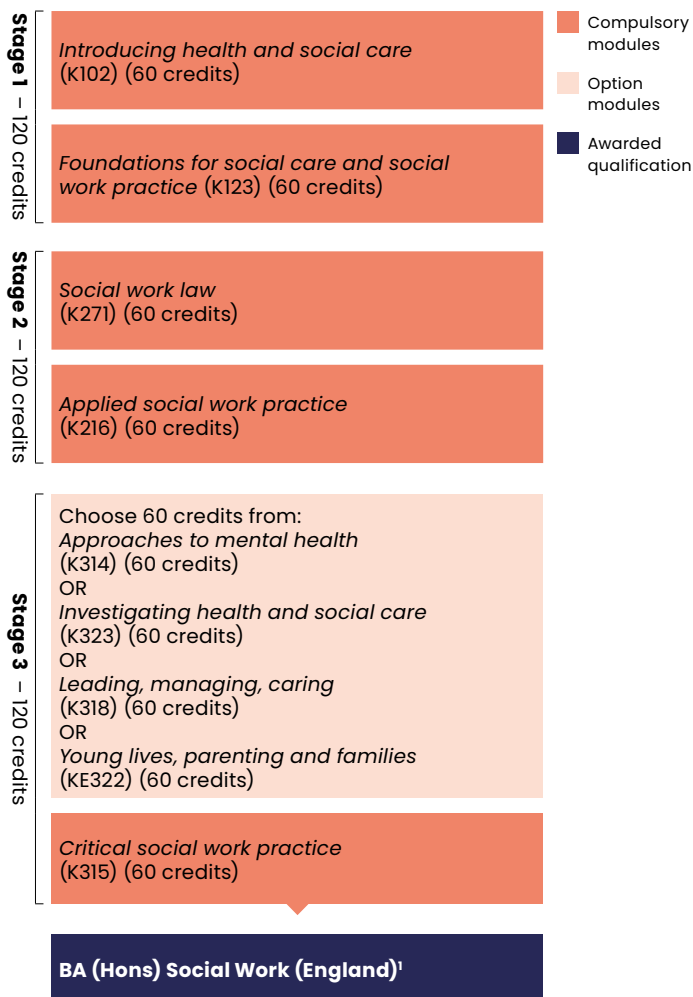 Stage 1 – 120 credits
Introducing health and social care
(K102) (60 credits)
Foundations for social care and social
work practice (K123) (60 credits)
Stage 2 – 120 credits
Social work law
(K271) (60 credits)
Applied social work practice
(K216) (60 credits)
Stage 3 – 120 credits
Choose 60 credits from:
Approaches to mental health
(K314) (60 credits)
OR
Investigating health and social care
(K323) (60 credits)
OR
Leading, managing, caring
(K318) (60 credits)
OR
Young lives, parenting and families
(KE322) (60 credits)
Critical social work practice
(K315) (60 credits)
BA (Hons) Social Work (England)¹
Compulsory
modules
Option
modules
Awarded
qualification